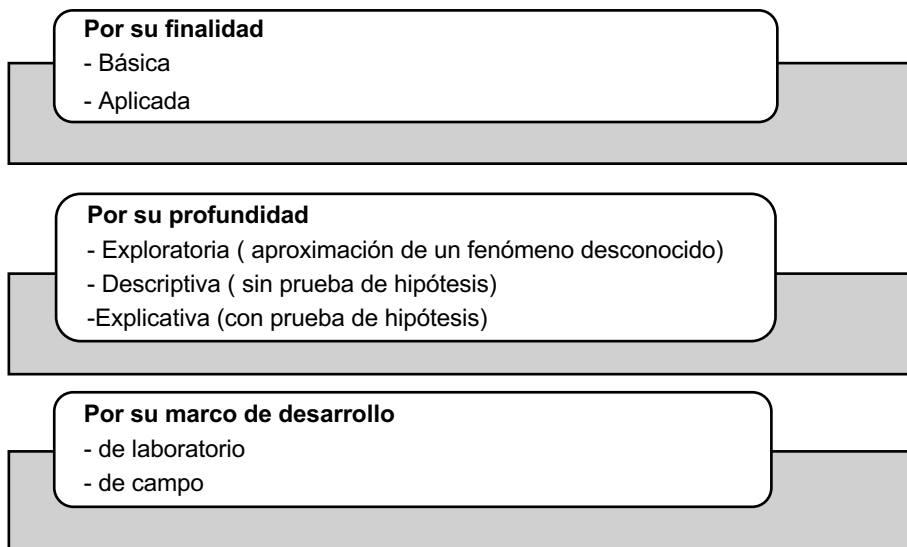 Por su finalidad
- Básica
- Aplicada
Por su profundidad
- Exploratoria ( aproximación de un fenómeno desconocido)
- Descriptiva ( sin prueba de hipótesis)
-Explicativa (con prueba de hipótesis)
Por su marco de desarrollo
- de laboratorio
- de campo